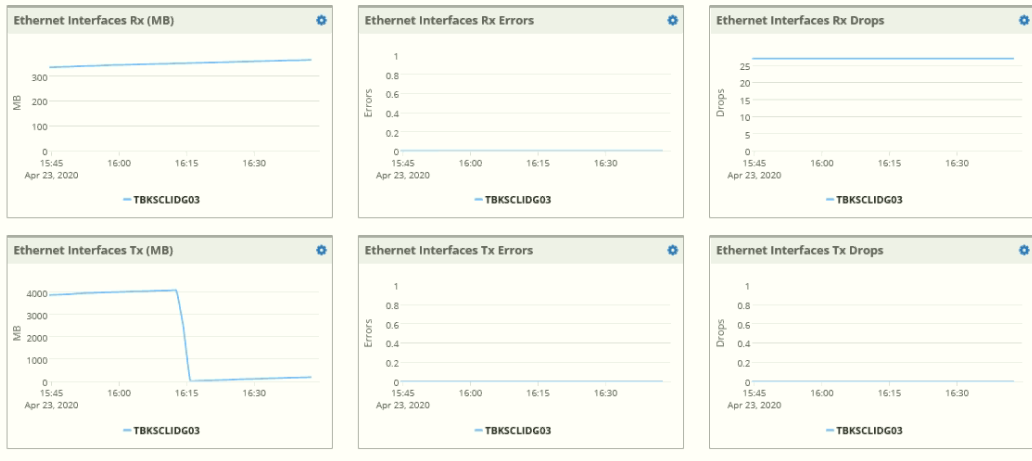 Ethernet Interfaces Rx (MB)
300
200
100
0
MB
15:45 16:00 16:15 16:30
Apr 23, 2020
TBKSCLIDG03
Ethernet Interfaces Rx Errors
1
0.8
0.6
0.4
0.2
0
Errors
15:45 16:00 16:15 16:30
Apr 23, 2020
TBKSCLIDG03
Ethernet Interfaces Rx Drops
25
20
15
10
5
0
Drops
15:45 16:00 16:15 16:30
Apr 23, 2020
TBKSCLIDG03
Ethernet Interfaces Tx (MB)
4000
3000
2000
1000
0
MB
15:45 16:00 16:15 16:30
Apr 23, 2020
TBKSCLIDG03
Ethernet Interfaces Tx Errors
1
0.8
0.6
0.4
0.2
0
Errors
15:45 16:00 16:15 16:30
Apr 23, 2020
TBKSCLIDG03
Ethernet Interfaces Tx Drops
1
0.8
0.6
0.4
0.2
0
Drops
15:45 16:00 16:15 16:30
Apr 23, 2020
TBKSCLIDG03